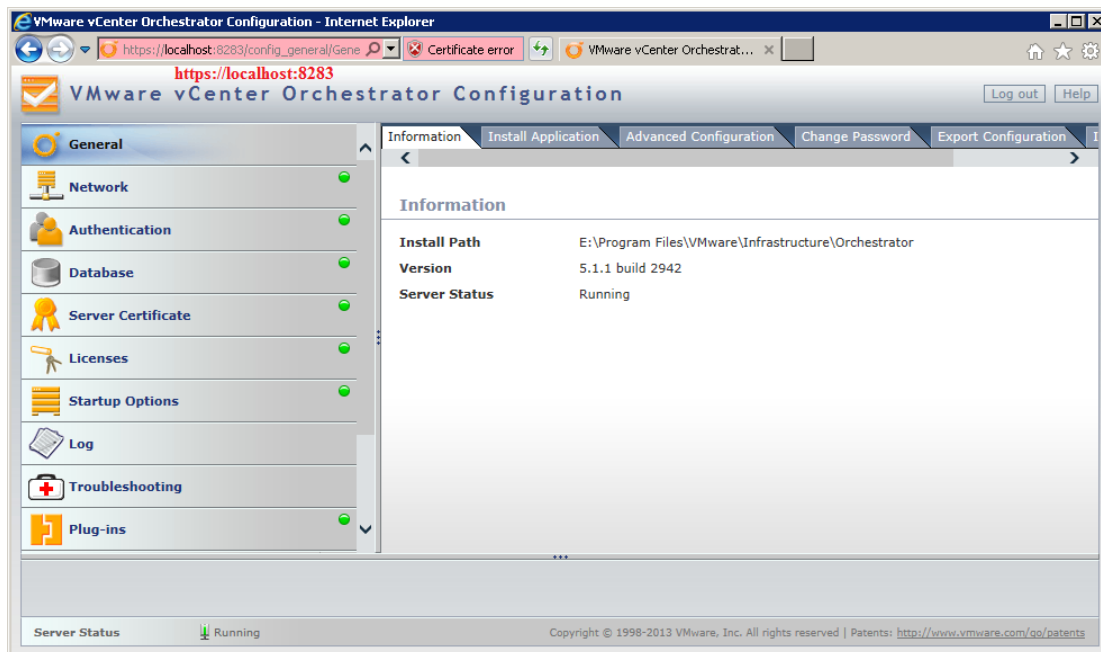 VMware vCenter Orchestrator Configuration - Internet Explorer
https://localhost:8283/config_general/Gene
Certificate error
VMware vCenter Orchestrat...
https://localhost:8283
VMware vCenter Orchestrator Configuration
Log out
Help
General
Network
Authentication
Database
Server Certificate
Licenses
Startup Options
Log
Troubleshooting
Plug-ins
Information
Install Application
Advanced Configuration
Change Password
Export Configuration
I
Information
Install Path E:\Program Files\VMware\Infrastructure\Orchestrator
Version 5.1.1 build 2942
Server Status Running
Server Status Running
Copyright © 1998-2013 VMware, Inc. All rights reserved | Patents: http://www.vmware.com/go/patents